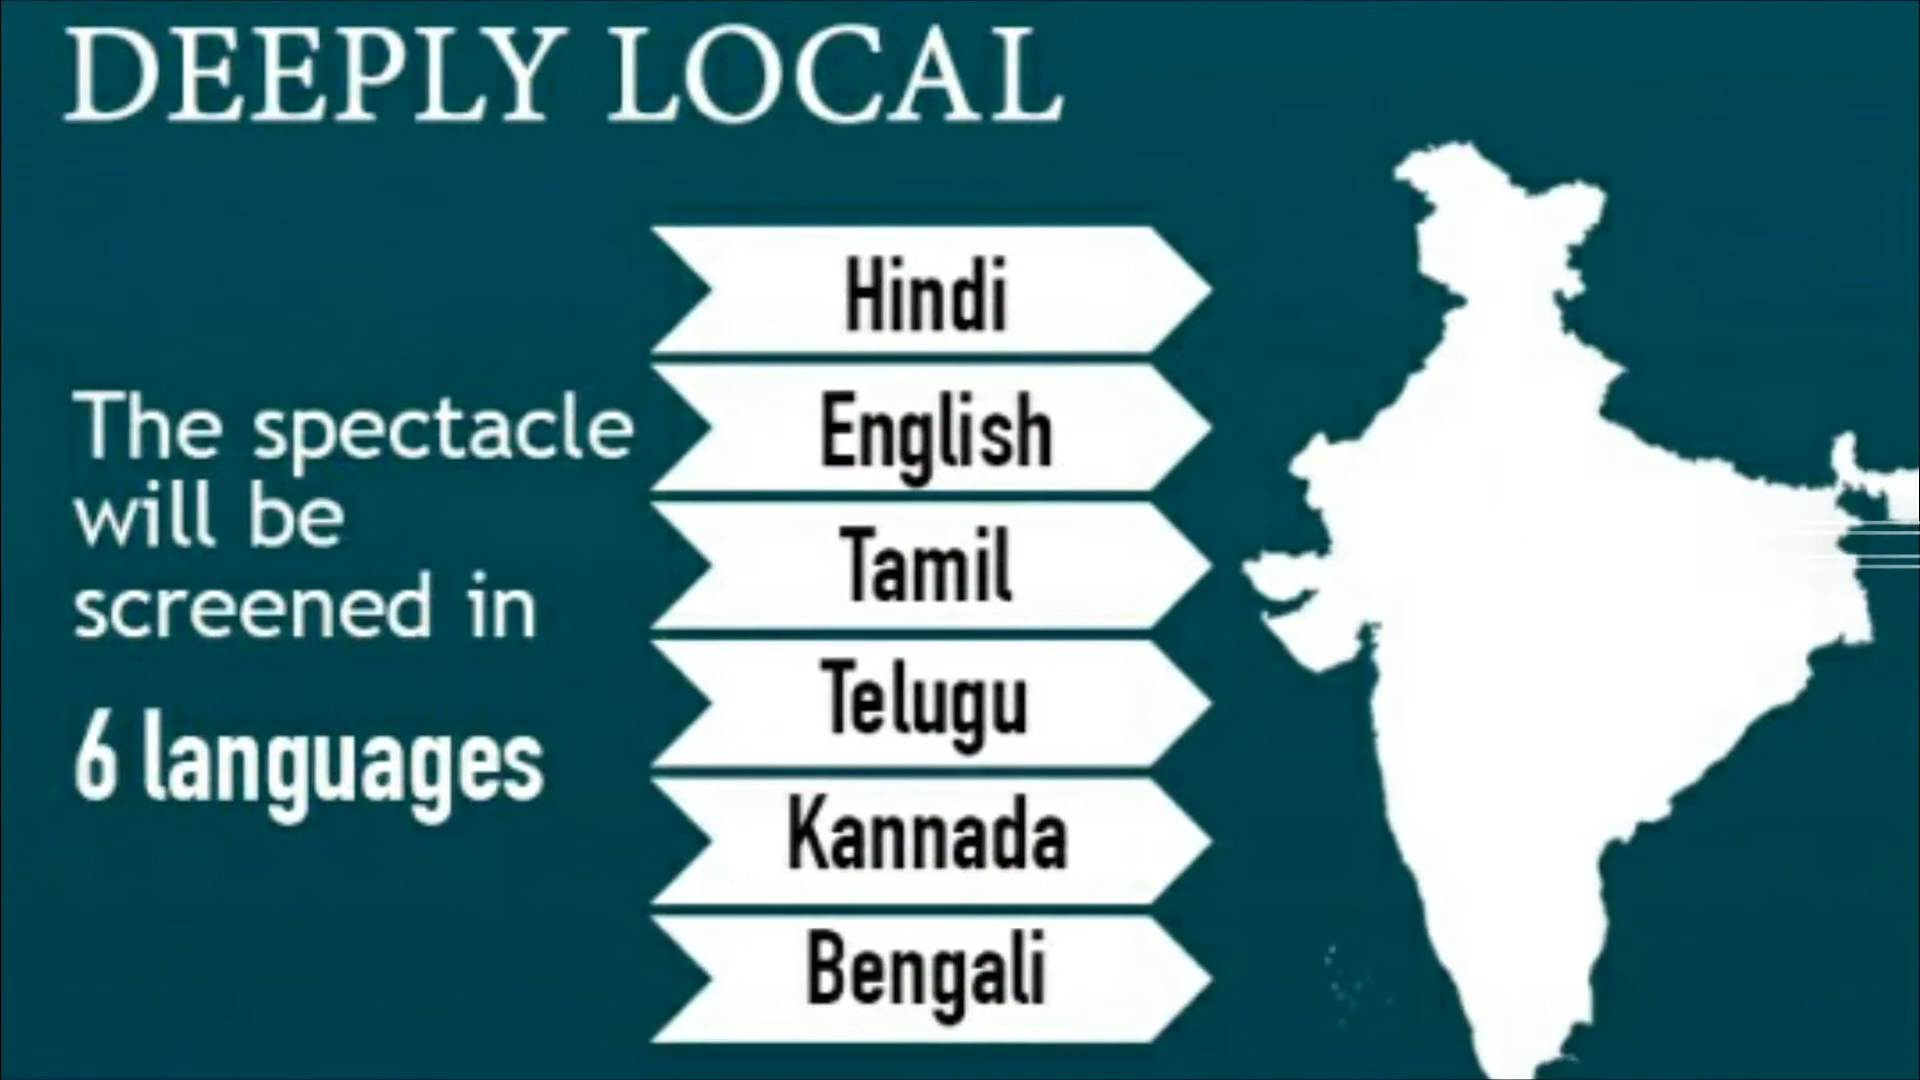 DEEPLY LOCAL
The spectacle
will be
screened in
6 languages
Hindi
English
Tamil
Telugu
Kannada
Bengali